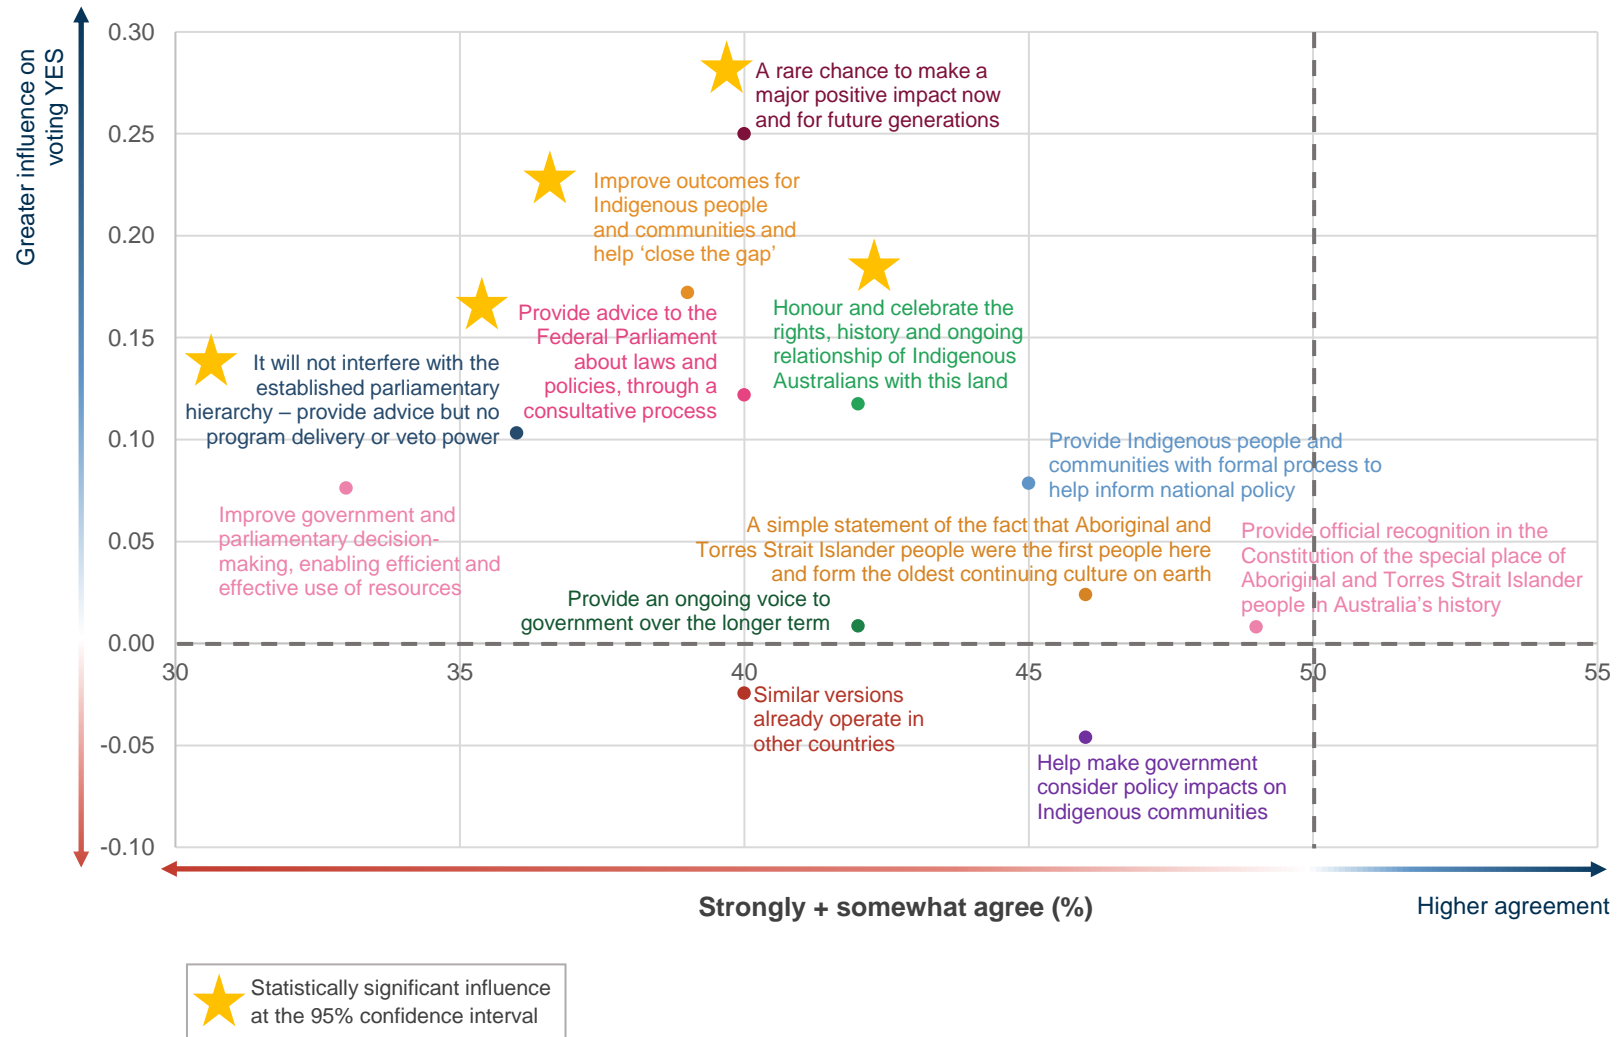 Greater influence on
voting YES
0.30
0.25
0.20
0.15
0.10
0.05
0.00
-0.05
-0.10
A rare chance to make a
major positive impact now
and for future generations
Improve outcomes for
Indigenous people
and communities and
help ‘close the gap’
Provide advice to the
Federal Parliament
about laws and
policies, through a
consultative process
Honour and celebrate the
rights, history and ongoing
relationship of Indigenous
Australians with this land
It will not interfere with the
established parliamentary
hierarchy – provide advice but no
program delivery or veto power
Provide Indigenous people and
communities with formal process to
help inform national policy
Improve government and
parliamentary decision-
making, enabling efficient and
effective use of resources
A simple statement of the fact that Aboriginal and
Torres Strait Islander people were the first people here
and form the oldest continuing culture on earth
Provide official recognition in the
Constitution of the special place of
Aboriginal and Torres Strait Islander
people in Australia’s history
Provide an ongoing voice to
government over the longer term
30
35
40
45
50
55
Similar versions
already operate in
other countries
Help make government
consider policy impacts on
Indigenous communities
Strongly + somewhat agree (%)
Higher agreement
Statistically significant influence
at the 95% confidence interval